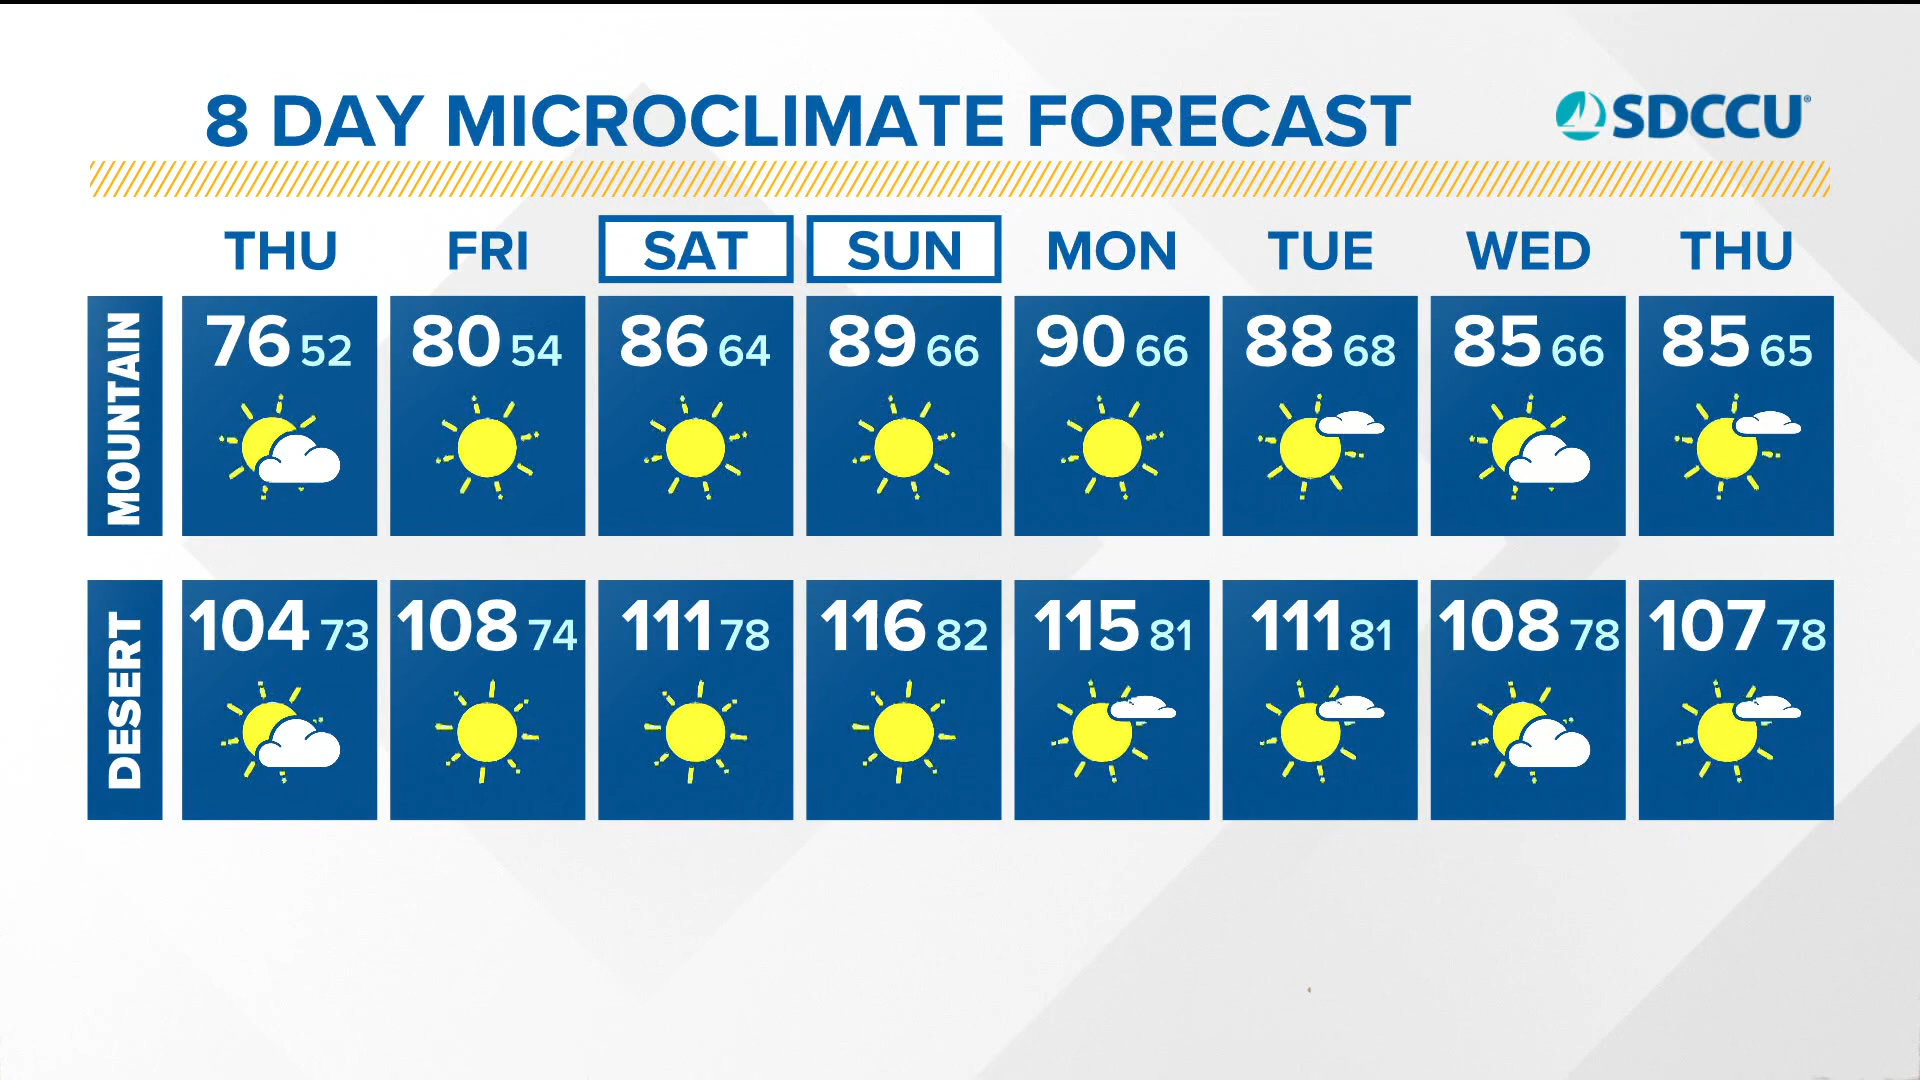 8 DAY MICROCLIMATE FORECAST
SDCCU®
THU FRI SAT SUN MON TUE WED THU
MOUNTAIN
76 52 80 54 86 64 89 66 90 66 88 68 85 66 85 65
DESERT
104 73 108 74 111 78 116 82 115 81 111 81 108 78 107 78